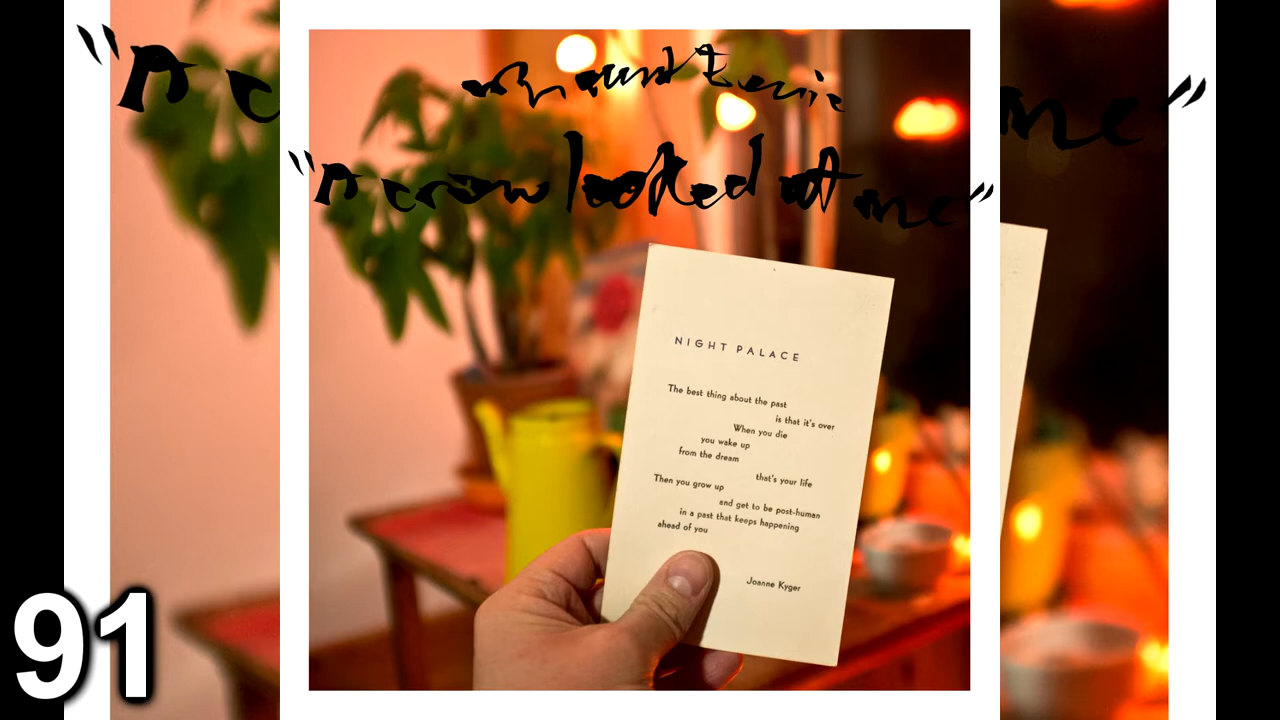 mount eerie
"A crow looked at me"
NIGHT PALACE
The best thing about the past
is that it's over
When you die
you wake up
from the dream
that's your life
Then you grow up
and get to be post-human
in a past that keeps happening
ahead of you
Joanne Kyger
91